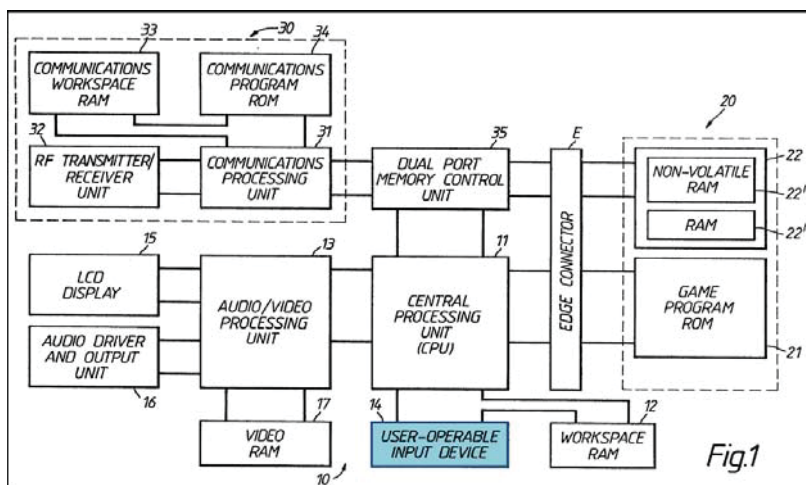 33
30
34
COMMUNICATIONS
WORKSPACE
RAM
COMMUNICATIONS
PROGRAM
ROM
32
31
35
E
20
RF TRANSMITTER/
RECEIVER
UNIT
COMMUNICATIONS
PROCESSING
UNIT
DUAL PORT
MEMORY CONTROL
UNIT
22
NON-VOLATILE
RAM
22'
RAM
22"
15
13
11
LCD
DISPLAY
AUDIO/VIDEO
PROCESSING
UNIT
CENTRAL
PROCESSING
UNIT
(CPU)
EDGE CONNECTOR
GAME
PROGRAM
ROM
21
AUDIO DRIVER
AND OUTPUT
UNIT
16
17
14
12
VIDEO
RAM
USER-OPERABLE
INPUT DEVICE
WORKSPACE
RAM
10
Fig.1